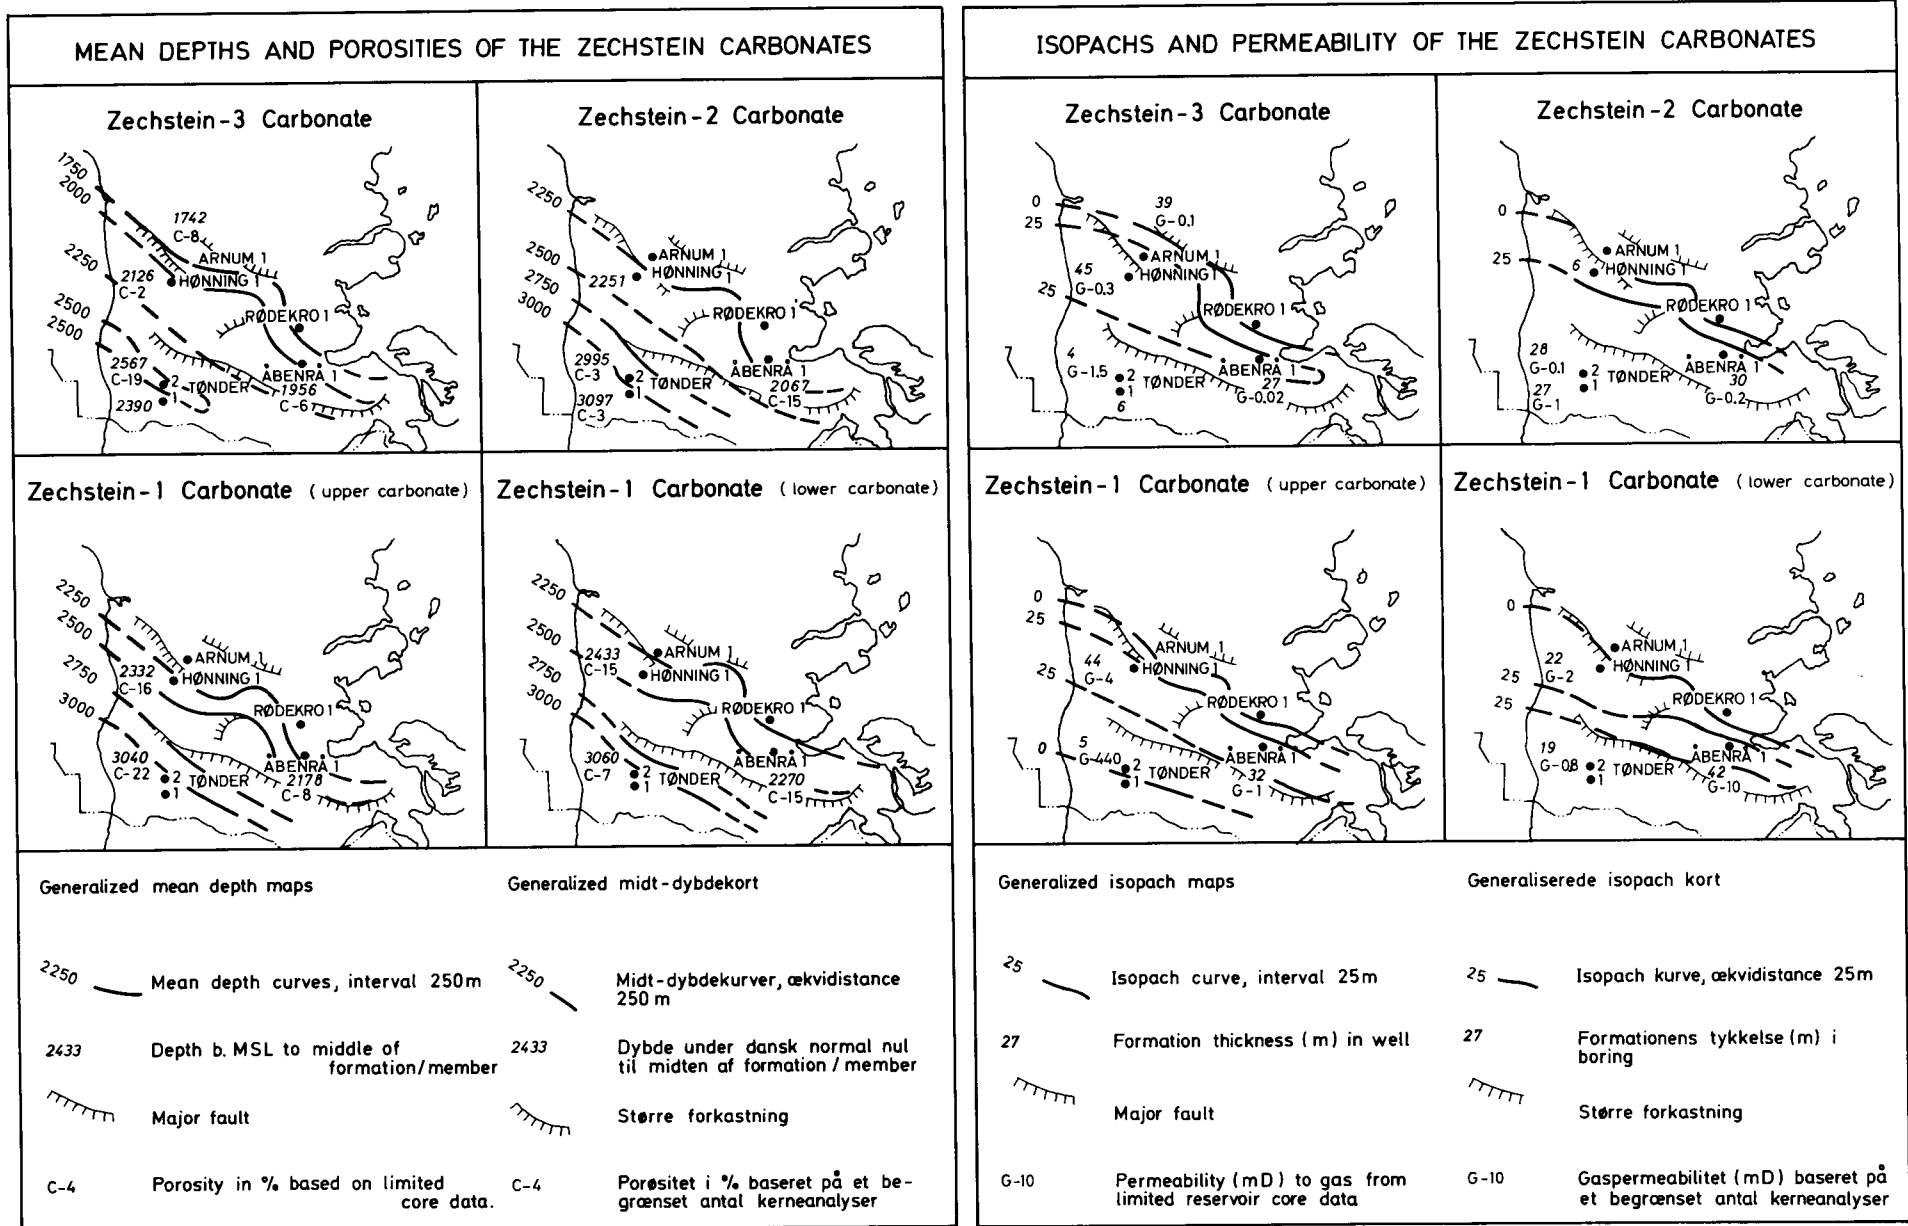 MEAN DEPTHS AND POROSITIES OF THE ZECHSTEIN CARBONATES
Zechstein-3 Carbonate
1750
2000
1742
C-8
ARNUM 1
2250
2126
C-2
HØNNING 1
2500
RØDEKRO 1
2500
2567
C-19
ÅBENRÅ 1
2 TØNDER
1956
2390
1
C-6
Zechstein-2 Carbonate
2250
2500
ARNUM 1
HØNNING 1
2750
2251
3000
RØDEKRO 1
2995
C-3
ÅBENRÅ 1
2 TØNDER
2067
3097
1
C-15
C-3
Zechstein-1 Carbonate (upper carbonate)
2250
2500
ARNUM 1
2750
2332
C-16
HØNNING 1
3000
RØDEKRO 1
3040
C-22
ÅBENRÅ 1
2 TØNDER
2178
1
C-8
Zechstein-1 Carbonate (lower carbonate)
2250
2500
2433
C-15
ARNUM 1
HØNNING 1
2750
3000
RØDEKRO 1
3060
C-7
ÅBENRÅ 1
2 TØNDER
2270
1
C-15
Generalized mean depth maps
2250
Mean depth curves, interval 250m
2433
Depth b. MSL to middle of
formation/member
Major fault
C-4
Porosity in % based on limited
core data.
Generalized midt-dybdekort
2250
Midt-dybdekurver, ækvidistance
250 m
2433
Dybde under dansk normal nul
til midten af formation / member
Større forkastning
C-4
Porøsitet i % baseret på et be-
grænset antal kerneanalyser
ISOPACHS AND PERMEABILITY OF THE ZECHSTEIN CARBONATES
Zechstein-3 Carbonate
0
25
39
G-0.1
ARNUM 1
45
G-0.3
HØNNING 1
25
RØDEKRO 1
4
G-1.5
ÅBENRÅ 1
2 TØNDER
27
1
G-0.02
6
Zechstein-2 Carbonate
0
25
ARNUM 1
6
HØNNING 1
RØDEKRO 1
28
G-0.1
ÅBENRÅ 1
2 TØNDER
30
27
1
G-0.2
G-1
Zechstein-1 Carbonate (upper carbonate)
0
25
ARNUM 1
44
G-4
HØNNING 1
25
RØDEKRO 1
0
5
G-440
ÅBENRÅ 1
2 TØNDER
32
1
G-1
Zechstein-1 Carbonate (lower carbonate)
0
ARNUM 1
22
G-2
HØNNING 1
25
25
RØDEKRO 1
19
G-0.8
ÅBENRÅ 1
2 TØNDER
42
1
G-10
Generalized isopach maps
25
Isopach curve, interval 25m
27
Formation thickness (m) in well
Major fault
G-10
Permeability (mD) to gas from
limited reservoir core data
Generaliserede isopach kort
25
Isopach kurve, ækvidistance 25m
27
Formationens tykkelse (m) i
boring
Større forkastning
G-10
Gaspermeabilitet (mD) baseret på
et begrænset antal kerneanalyser